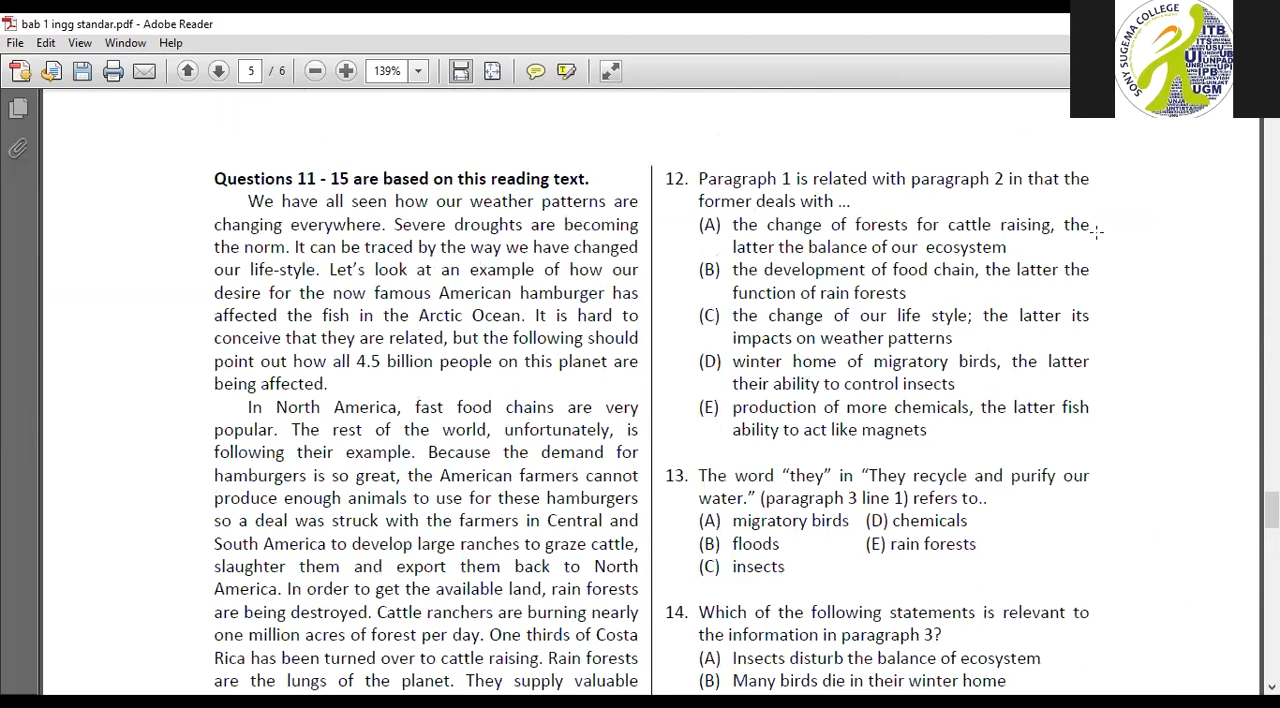 bab 1 ingg standar.pdf - Adobe Reader
File Edit View Window Help
5 / 6 139%
SONY SUGEMA COLLEGE
ITB
UI
IPB
UGM
Questions 11 - 15 are based on this reading text.
We have all seen how our weather patterns are
changing everywhere. Severe droughts are becoming
the norm. It can be traced by the way we have changed
our life-style. Let's look at an example of how our
desire for the now famous American hamburger has
affected the fish in the Arctic Ocean. It is hard to
conceive that they are related, but the following should
point out how all 4.5 billion people on this planet are
being affected.
In North America, fast food chains are very
popular. The rest of the world, unfortunately, is
following their example. Because the demand for
hamburgers is so great, the American farmers cannot
produce enough animals to use for these hamburgers
so a deal was struck with the farmers in Central and
South America to develop large ranches to graze cattle,
slaughter them and export them back to North
America. In order to get the available land, rain forests
are being destroyed. Cattle ranchers are burning nearly
one million acres of forest per day. One thirds of Costa
Rica has been turned over to cattle raising. Rain forests
are the lungs of the planet. They supply valuable
12. Paragraph 1 is related with paragraph 2 in that the
former deals with ...
(A) the change of forests for cattle raising, the
latter the balance of our ecosystem
(B) the development of food chain, the latter the
function of rain forests
(C) the change of our life style; the latter its
impacts on weather patterns
(D) winter home of migratory birds, the latter
their ability to control insects
(E) production of more chemicals, the latter fish
ability to act like magnets
13. The word "they" in "They recycle and purify our
water." (paragraph 3 line 1) refers to..
(A) migratory birds (D) chemicals
(B) floods (E) rain forests
(C) insects
14. Which of the following statements is relevant to
the information in paragraph 3?
(A) Insects disturb the balance of ecosystem
(B) Many birds die in their winter home